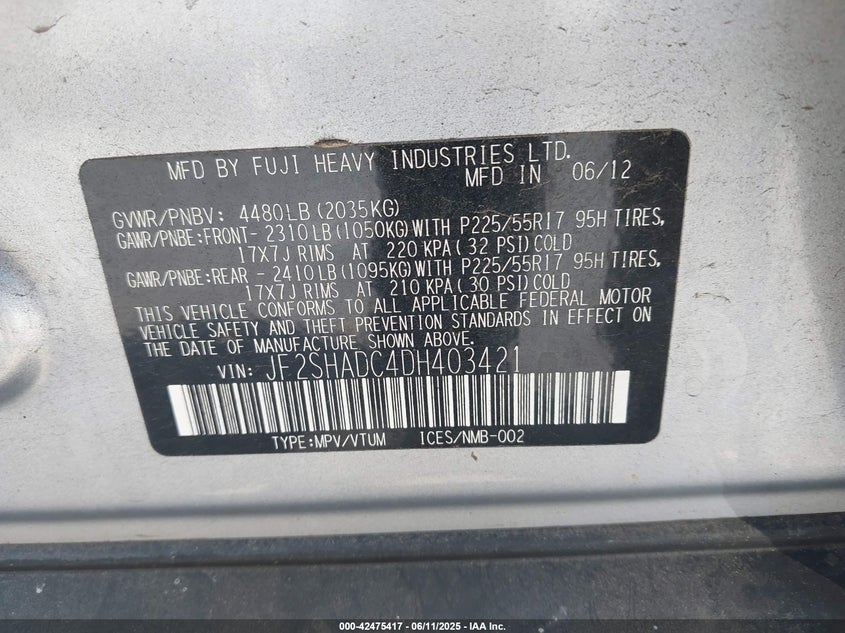 MFD BY FUJI HEAVY INDUSTRIES LTD.
MFD IN 06/12
GVWR/PNBV: 4480LB(2035KG)
GAWR/PNBE:FRONT- 2310LB(1050KG)WITH P225/55R17 95H TIRES,
17X7J RIMS AT 220 KPA(32 PSI)COLD
GAWR/PNBE:REAR - 2410LB(1095KG)WITH P225/55R17 95H TIRES,
17X7J RIMS AT 210 KPA(30 PSI)COLD
THIS VEHICLE CONFORMS TO ALL APPLICABLE FEDERAL MOTOR
VEHICLE SAFETY AND THEFT PREVENTION STANDARDS IN EFFECT ON
THE DATE OF MANUFACTURE SHOWN ABOVE.
VIN: JF2SHADC4DH403421
TYPE:MPV/VTUM ICES/NMB-002
000-42475417 - 06/11/2025 - IAA Inc.